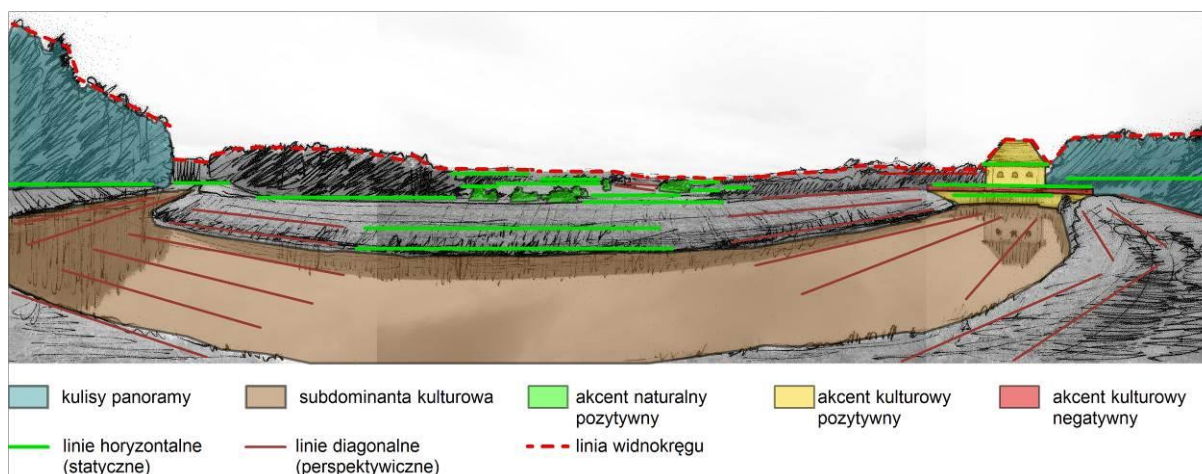 kulisy panoramy
subdominanta kulturowa
akcent naturalny
pozytywny
akcent kulturowy
pozytywny
akcent kulturowy
negatywny
linie horyzontalne
(statyczne)
linie diagonalne
(perspektywiczne)
linia widnokręgu